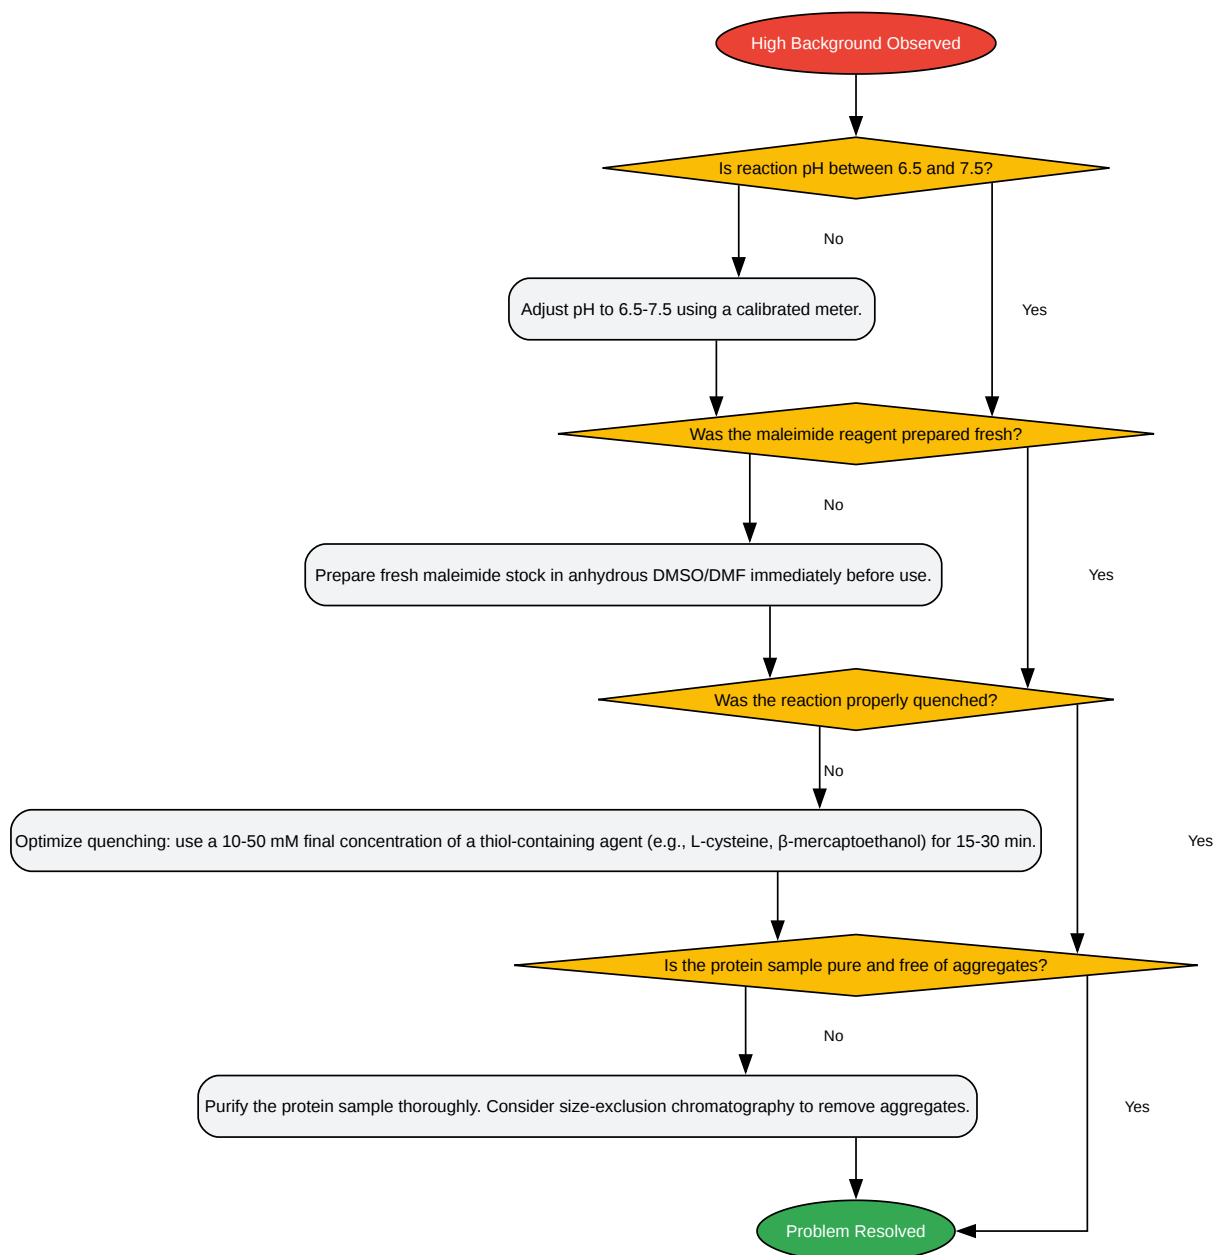 High Background Observed
Is reaction pH between 6.5 and 7.5?
No
Adjust pH to 6.5-7.5 using a calibrated meter.
Yes
Was the maleimide reagent prepared fresh?
No
Prepare fresh maleimide stock in anhydrous DMSO/DMF immediately before use.
Yes
Was the reaction properly quenched?
No
Optimize quenching: use a 10-50 mM final concentration of a thiol-containing agent (e.g., L-cysteine, β-mercaptoethanol) for 15-30 min.
Yes
Is the protein sample pure and free of aggregates?
No
Purify the protein sample thoroughly. Consider size-exclusion chromatography to remove aggregates.
Yes
Problem Resolved